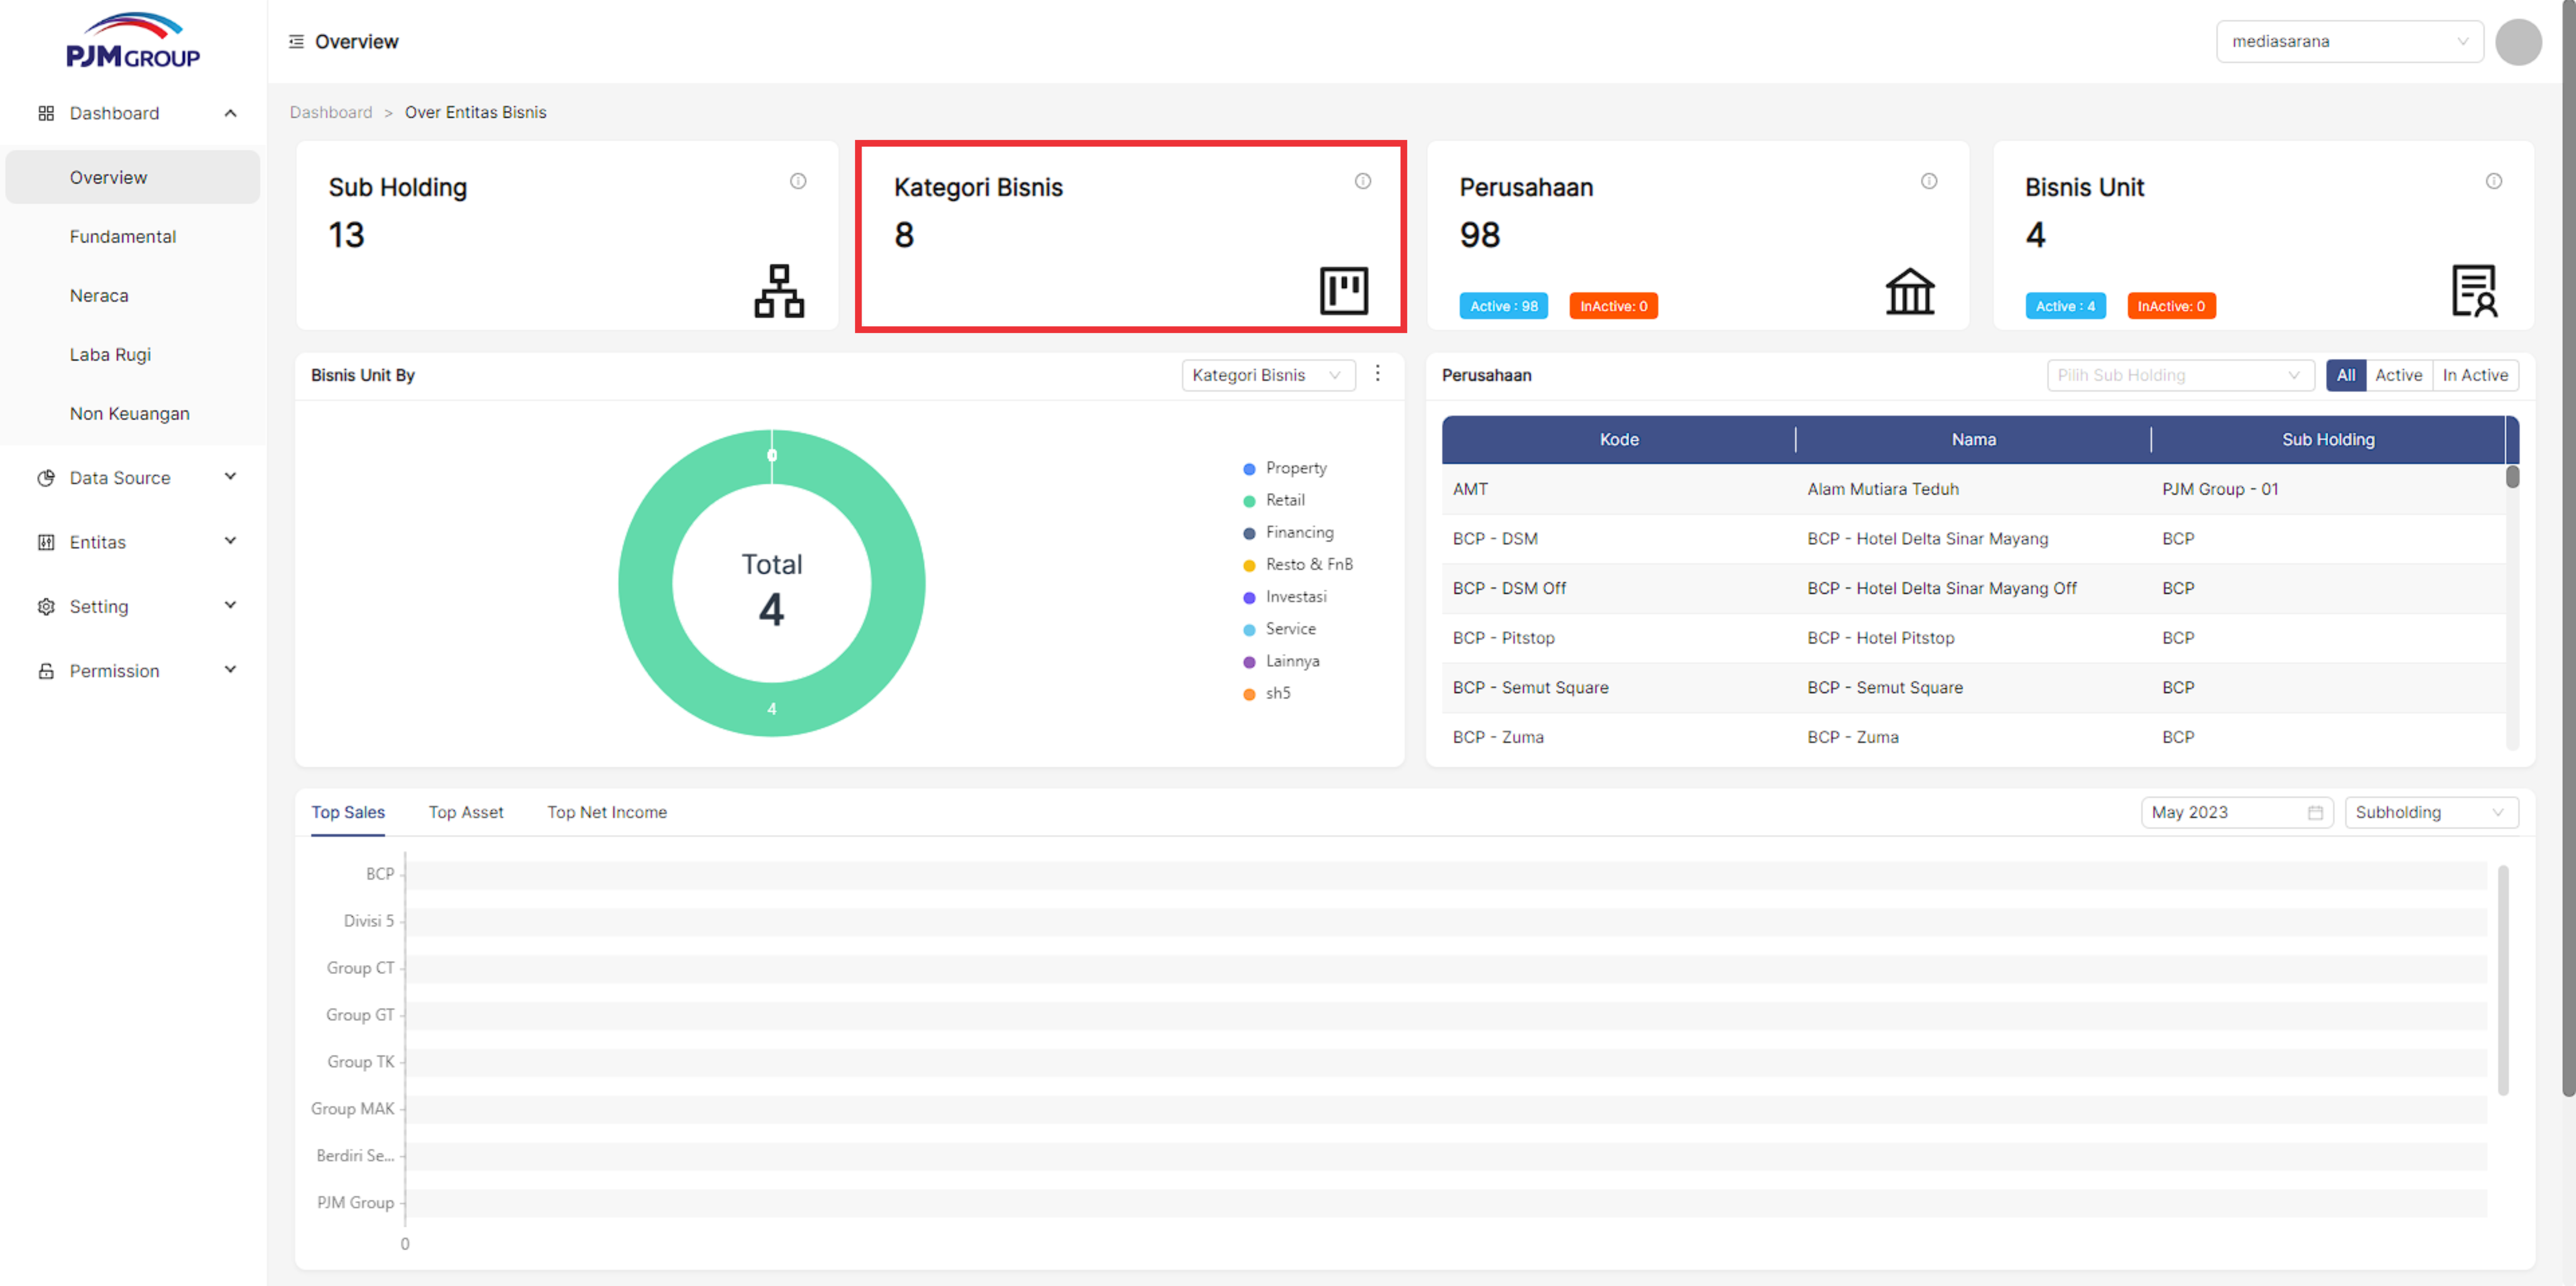 PJM GROUP
Overview
mediasarana
Dashboard
Overview
Fundamental
Neraca
Laba Rugi
Non Keuangan
Data Source
Entitas
Setting
Permission
Dashboard > Over Entitas Bisnis
Sub Holding
13
Kategori Bisnis
8
Perusahaan
98
Active : 98 InActive: 0
Bisnis Unit
4
Active : 4 InActive: 0
Bisnis Unit By
Kategori Bisnis
0
Total
4
4
Property
Retail
Financing
Resto & FnB
Investasi
Service
Lainnya
sh5
Perusahaan
Pilih Sub Holding
All Active In Active
Kode Nama Sub Holding
AMT Alam Mutiara Teduh PJM Group - 01
BCP - DSM BCP - Hotel Delta Sinar Mayang BCP
BCP - DSM Off BCP - Hotel Delta Sinar Mayang Off BCP
BCP - Pitstop BCP - Hotel Pitstop BCP
BCP - Semut Square BCP - Semut Square BCP
BCP - Zuma BCP - Zuma BCP
Top Sales Top Asset Top Net Income
May 2023 Subholding
BCP
Divisi 5
Group CT
Group GT
Group TK
Group MAK
Berdiri Se...
PJM Group
0